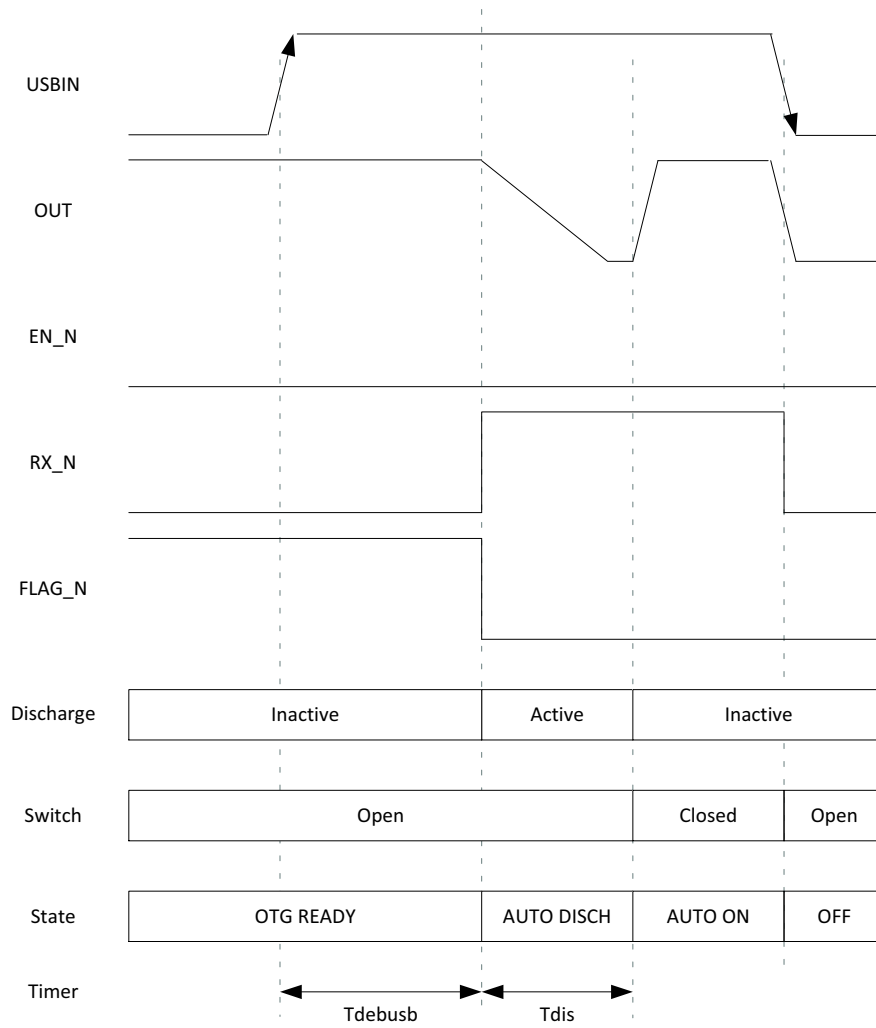 USBIN
OUT
EN_N
RX_N
FLAG_N
Discharge Inactive Active Inactive
Switch Open Closed Open
State OTG READY AUTO DISCH AUTO ON OFF
Timer
Tdebusb Tdis